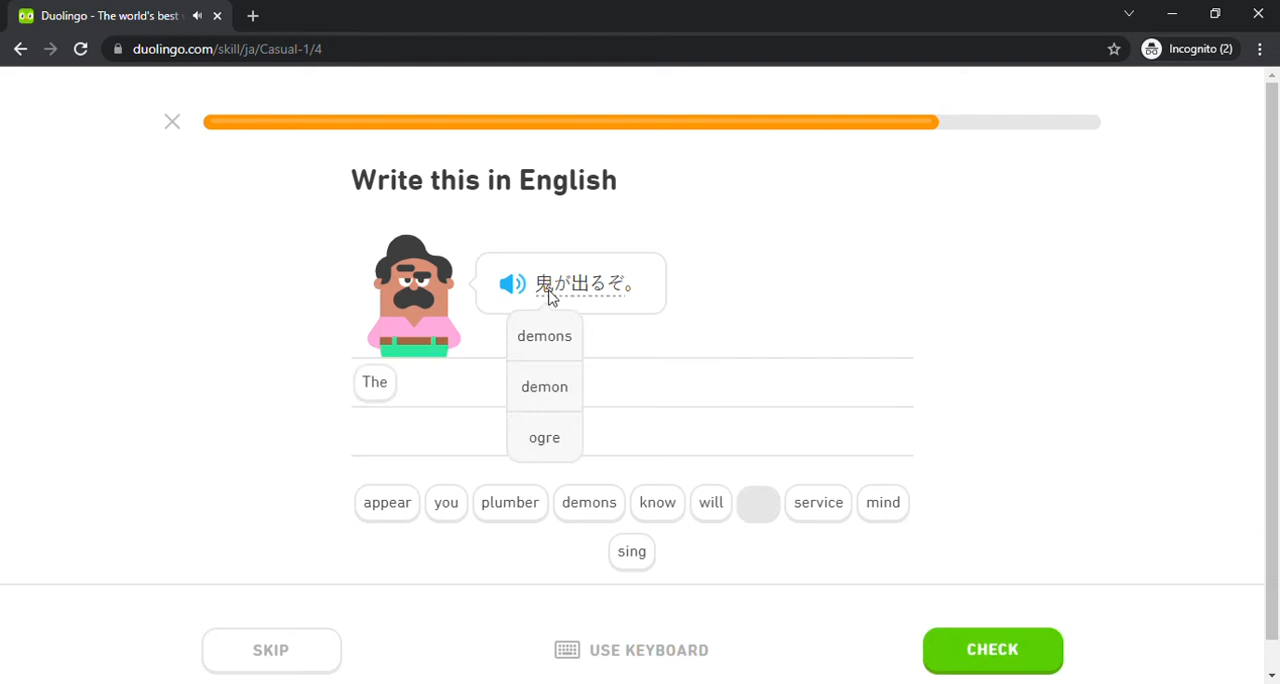 Duolingo - The world's best
duolingo.com/skill/ja/Casual-1/4
Incognito (2)
Write this in English
鬼が出るぞ。
demons
demon
ogre
The
appear you plumber demons know will service mind
sing
SKIP
USE KEYBOARD
CHECK